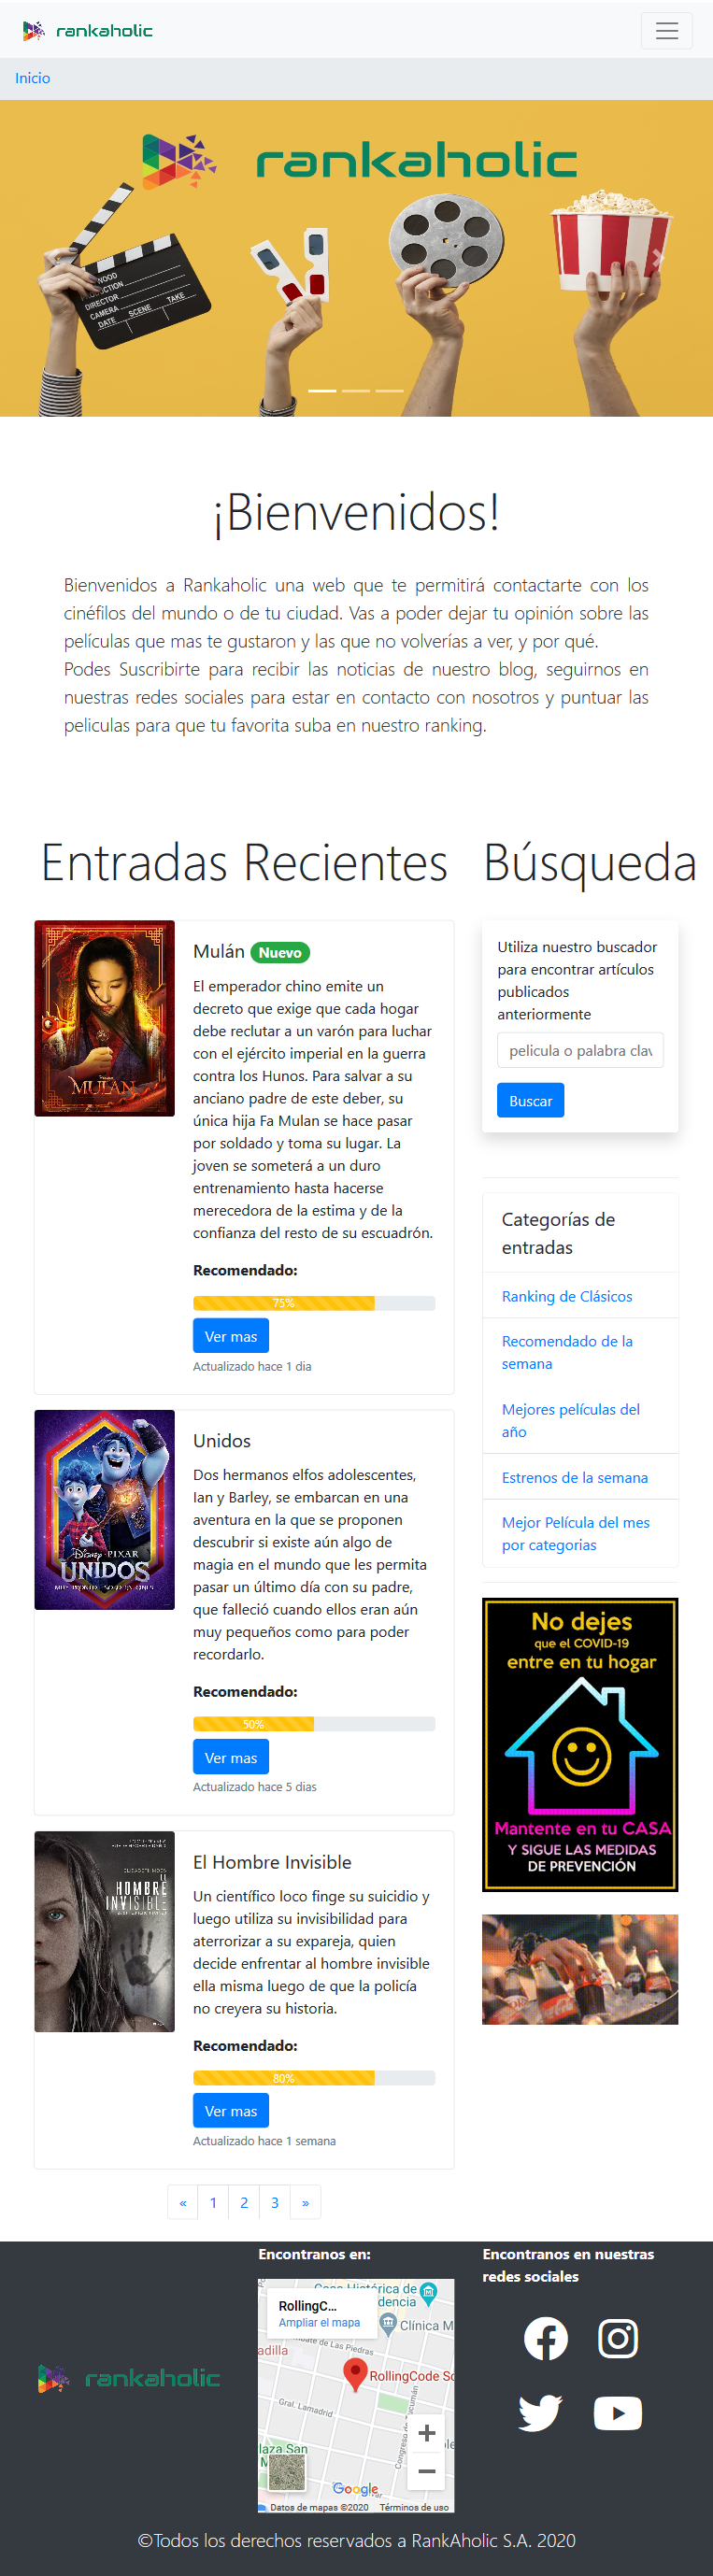 rankaholic
Inicio
rankaholic
PRODUCTION
DIRECTOR
CAMERA
DATE SCENE TAKE
¡Bienvenidos!
Bienvenidos a Rankaholic una web que te permitirá contactarte con los
cinéfilos del mundo o de tu ciudad. Vas a poder dejar tu opinión sobre las
películas que mas te gustaron y las que no volverías a ver, y por qué.
Podes Suscribirte para recibir las noticias de nuestro blog, seguirnos en
nuestras redes sociales para estar en contacto con nosotros y puntuar las
peliculas para que tu favorita suba en nuestro ranking.
Entradas Recientes
MULAN
Mulán Nuevo
El emperador chino emite un
decreto que exige que cada hogar
debe reclutar a un varón para luchar
con el ejército imperial en la guerra
contra los Hunos. Para salvar a su
anciano padre de este deber, su
única hija Fa Mulan se hace pasar
por soldado y toma su lugar. La
joven se someterá a un duro
entrenamiento hasta hacerse
merecedora de la estima y de la
confianza del resto de su escuadrón.
Recomendado:
75%
Ver mas
Actualizado hace 1 dia
Disney PIXAR
UNIDOS
Unidos
Dos hermanos elfos adolescentes,
Ian y Barley, se embarcan en una
aventura en la que se proponen
descubrir si existe aún algo de
magia en el mundo que les permita
pasar un último día con su padre,
que falleció cuando ellos eran aún
muy pequeños como para poder
recordarlo.
Recomendado:
50%
Ver mas
Actualizado hace 5 dias
HOMBRE
INVISIBLE
El Hombre Invisible
Un científico loco finge su suicidio y
luego utiliza su invisibilidad para
aterrorizar a su expareja, quien
decide enfrentar al hombre invisible
ella misma luego de que la policía
no creyera su historia.
Recomendado:
80%
Ver mas
Actualizado hace 1 semana
« 1 2 3 »
Búsqueda
Utiliza nuestro buscador
para encontrar artículos
publicados
anteriormente
pelicula o palabra clav
Buscar
Categorías de
entradas
Ranking de Clásicos
Recomendado de la
semana
Mejores películas del
año
Estrenos de la semana
Mejor Película del mes
por categorias
No dejes
que el COVID-19
entre en tu hogar
Mantente en tu CASA
Y SIGUE LAS MEDIDAS
DE PREVENCIÓN
rankaholic
Encontranos en:
RollingC...
Ampliar el mapa
Casa Histórica de
dencia
Clínica M
adilla
de Las Piedras
RollingCode Sc
Gral. Lamadrid
Congreso de Tucumán
laza San
M
Google
Datos de mapas ©2020 Términos de uso
Encontranos en nuestras
redes sociales
©Todos los derechos reservados a RankAholic S.A. 2020